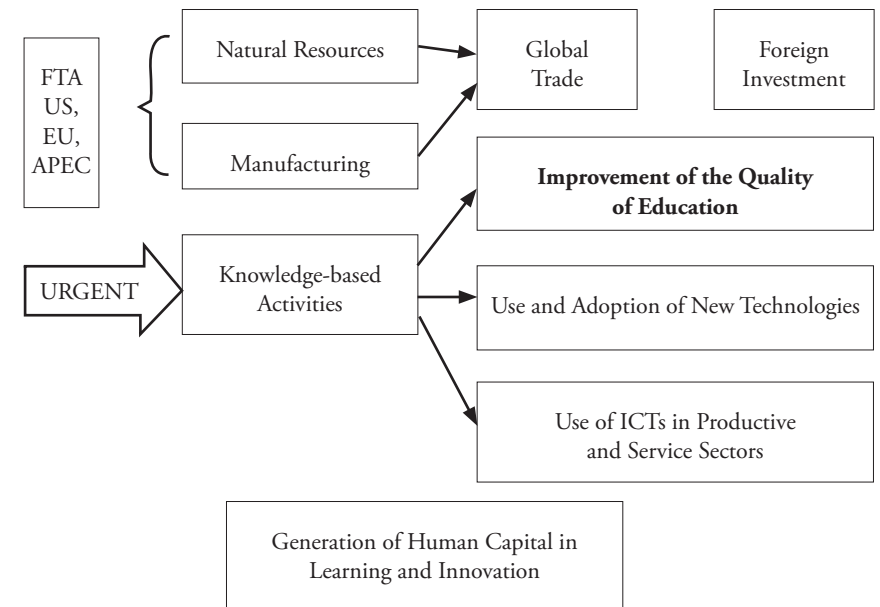 FTA
US,
EU,
APEC
Natural Resources
Global
Trade
Foreign
Investment
Manufacturing
Improvement of the Quality
of Education
URGENT
Knowledge-based
Activities
Use and Adoption of New Technologies
Use of ICTs in Productive
and Service Sectors
Generation of Human Capital in
Learning and Innovation